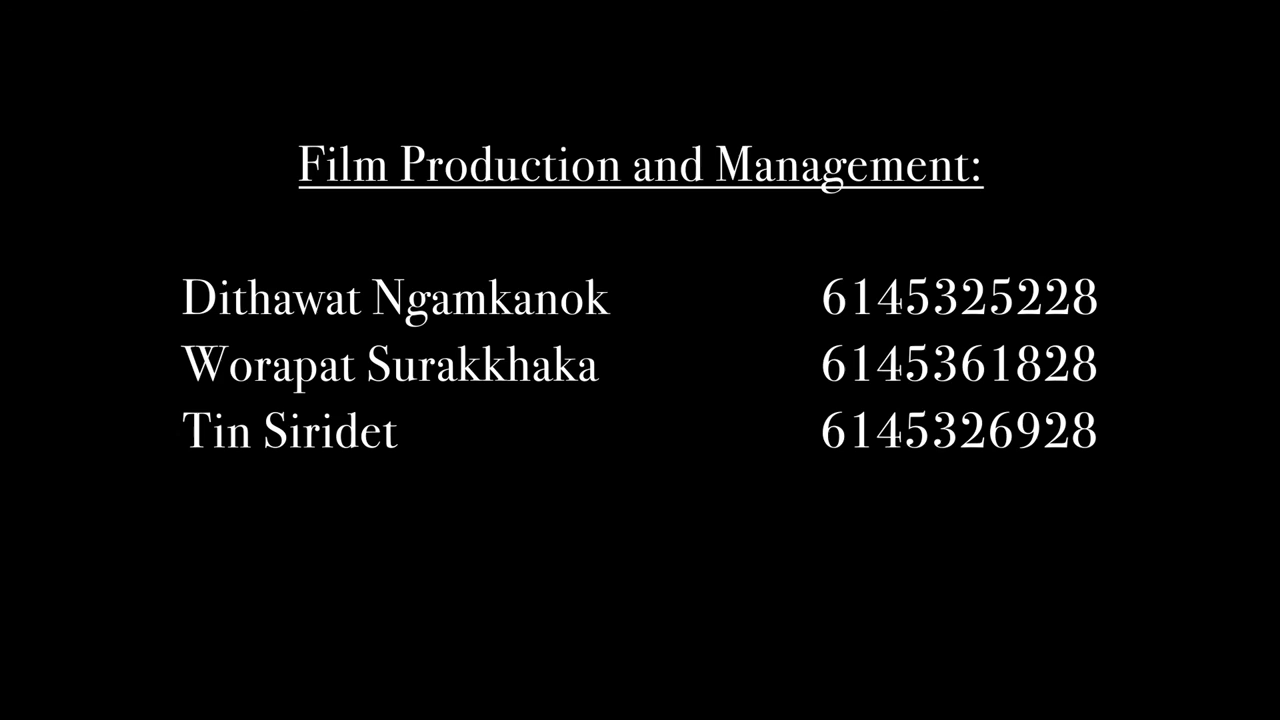 Film Production and Management:
Dithawat Ngamkanok 6145325228
Worapat Surakkhaka 6145361828
Tin Siridet 6145326928